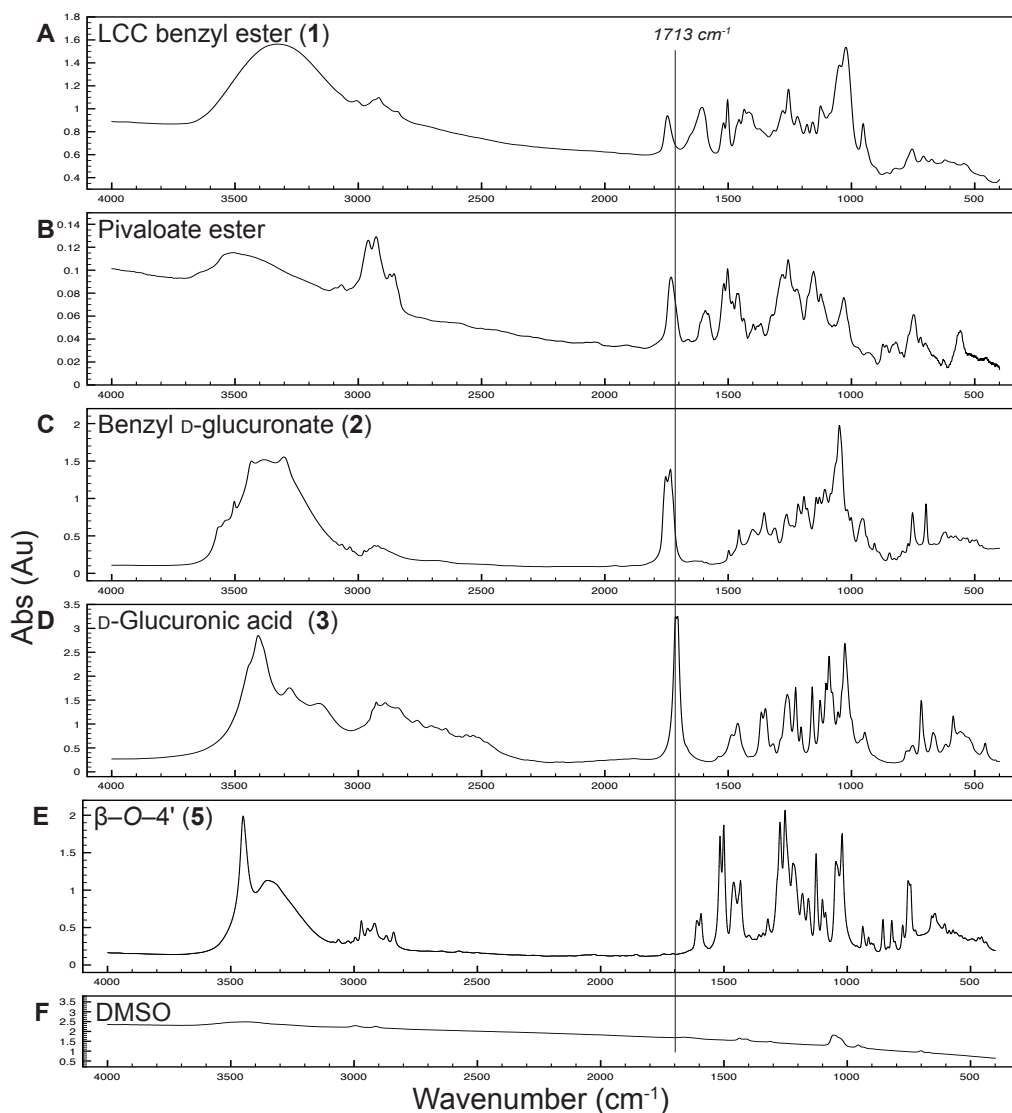 A LCC benzyl ester (1)
1713 cm⁻¹
1.8
1.6
1.4
1.2
1
0.8
0.6
0.4
4000 3500 3000 2500 2000 1500 1000 500
B Pivaloate ester
0.14
0.12
0.1
0.08
0.06
0.04
0.02
0
4000 3500 3000 2500 2000 1500 1000 500
C Benzyl D-glucuronate (2)
2
1.5
1
0.5
0
4000 3500 3000 2500 2000 1500 1000 500
Abs (Au)
D D-Glucuronic acid (3)
3.5
3
2.5
2
1.5
1
0.5
0
4000 3500 3000 2500 2000 1500 1000 500
E β–O–4' (5)
2
1.5
1
0.5
0
4000 3500 3000 2500 2000 1500 1000 500
F DMSO
3.5
2.5
1.5
1
0.5
4000 3500 3000 2500 2000 1500 1000 500
Wavenumber (cm⁻¹)